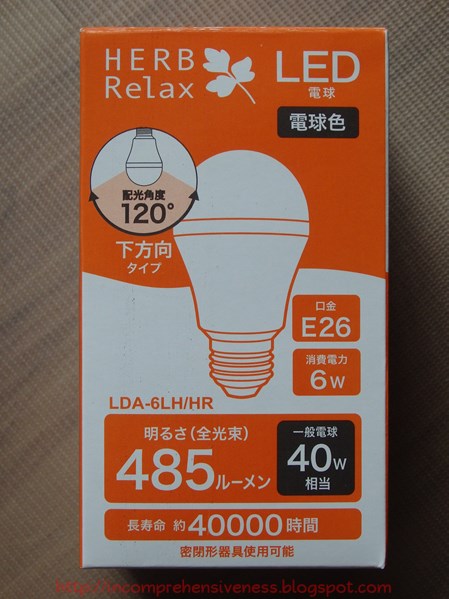 HERB
Relax
LED
電球
電球色
配光角度
120°
下方向
タイプ
口金
E26
消費電力
6W
LDA-6LH/HR
明るさ(全光束)
485ルーメン
一般電球
40W
相当
長寿命 約40000時間
密閉形器具使用可能
http://incomprehensiveness.blogspot.com